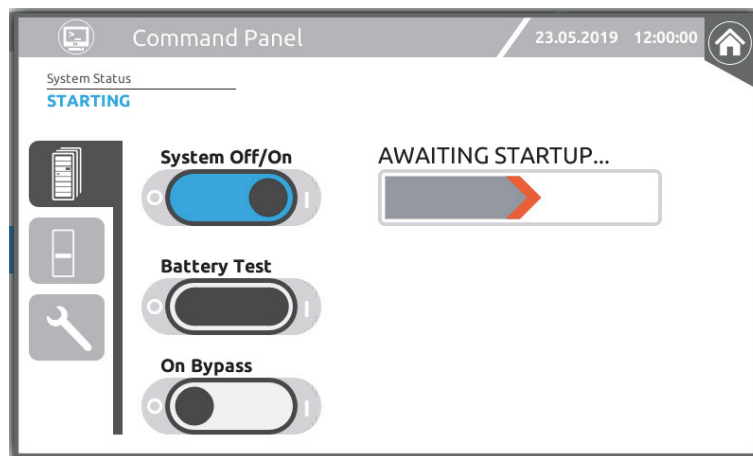 Command Panel
23.05.2019 12:00:00
System Status
STARTING
System Off/On
AWAITING STARTUP...
O I
Battery Test
O I
On Bypass
O I